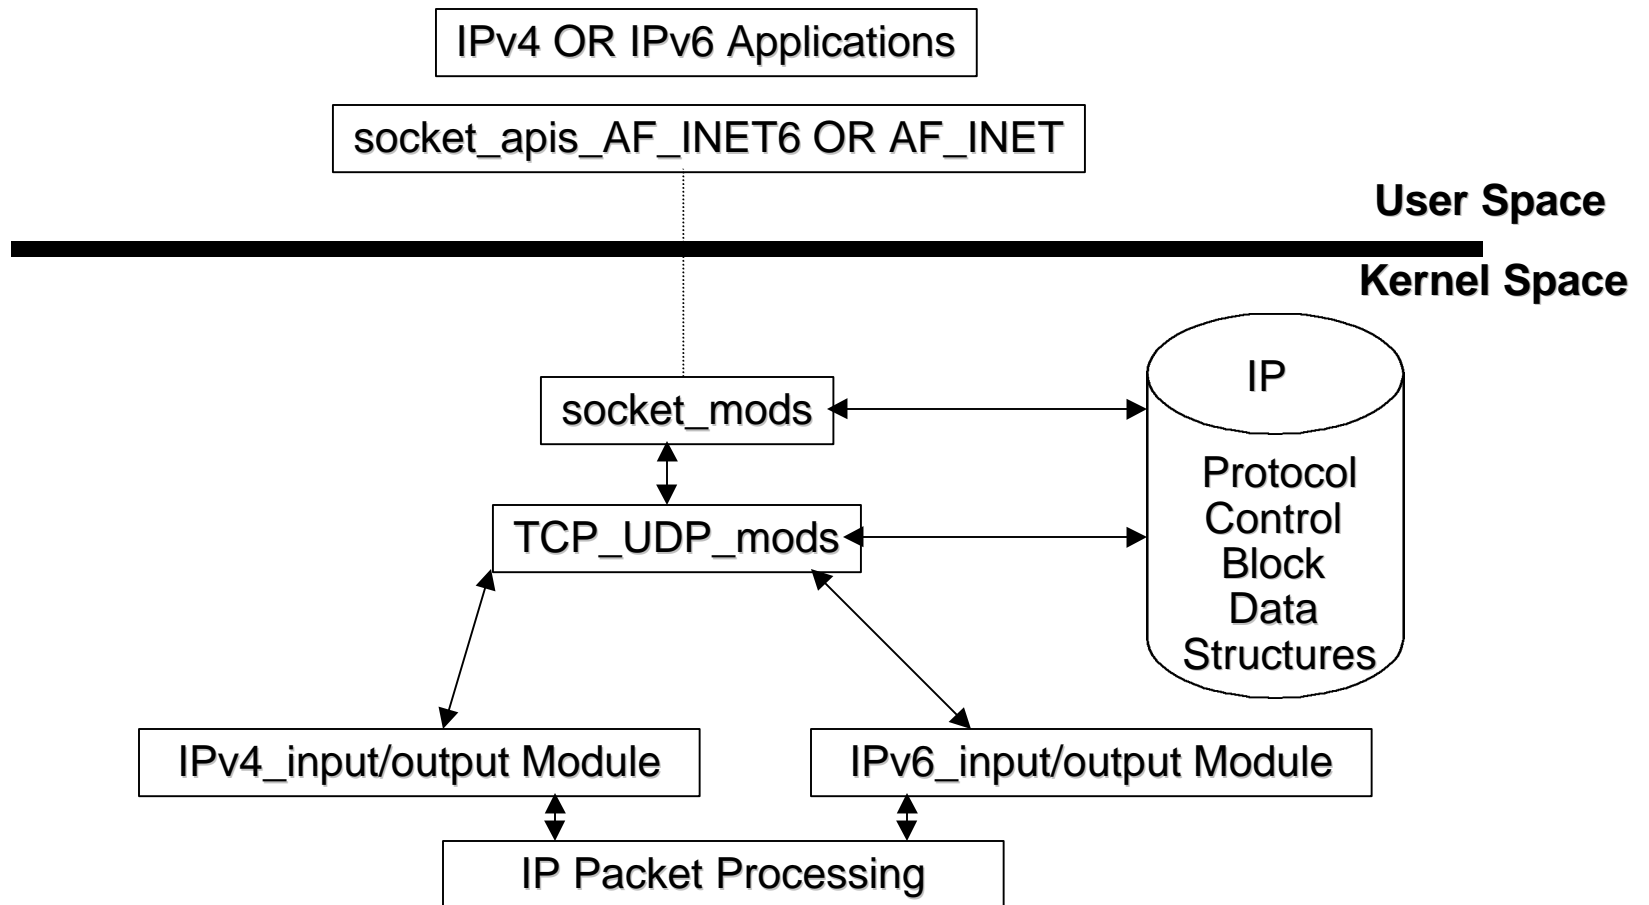 IPv4 OR IPv6 Applications
socket_apis_AF_INET6 OR AF_INET
User Space
Kernel Space
IP
socket_mods
Protocol
Control
Block
Data
Structures
TCP_UDP_mods
IPv4_input/output Module
IPv6_input/output Module
IP Packet Processing